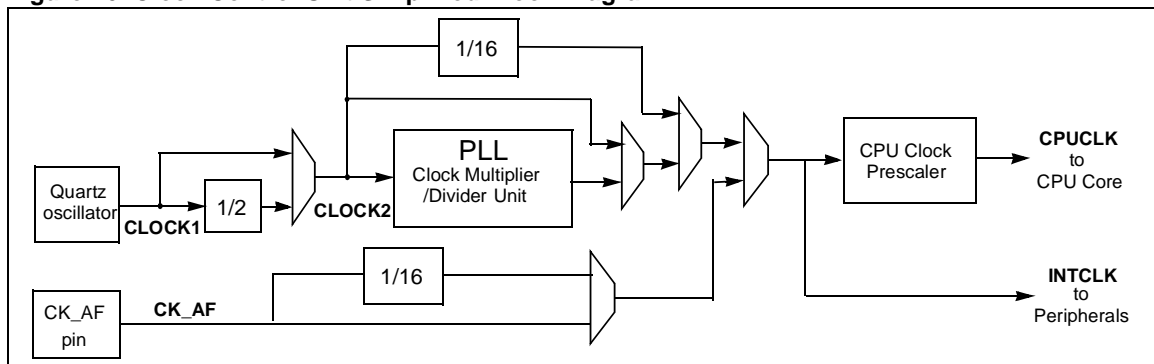 1/16
PLL
Clock Multiplier
/Divider Unit
CPU Clock
Prescaler
CPUCLK
to
CPU Core
Quartz
oscillator
1/2
CLOCK1
CLOCK2
1/16
INTCLK
to
Peripherals
CK_AF
pin
CK_AF